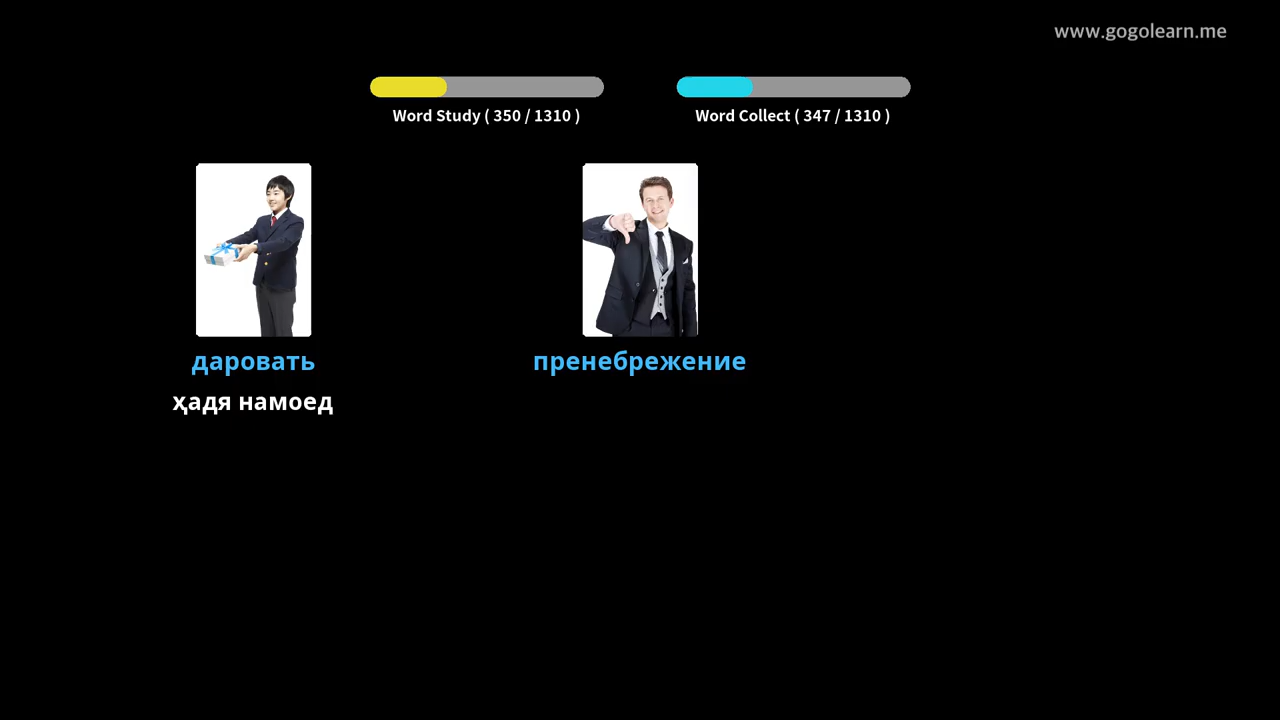 www.gogolearn.me
Word Study ( 350 / 1310 )
Word Collect ( 347 / 1310 )
даровать
пренебрежение
ҳадя намоед